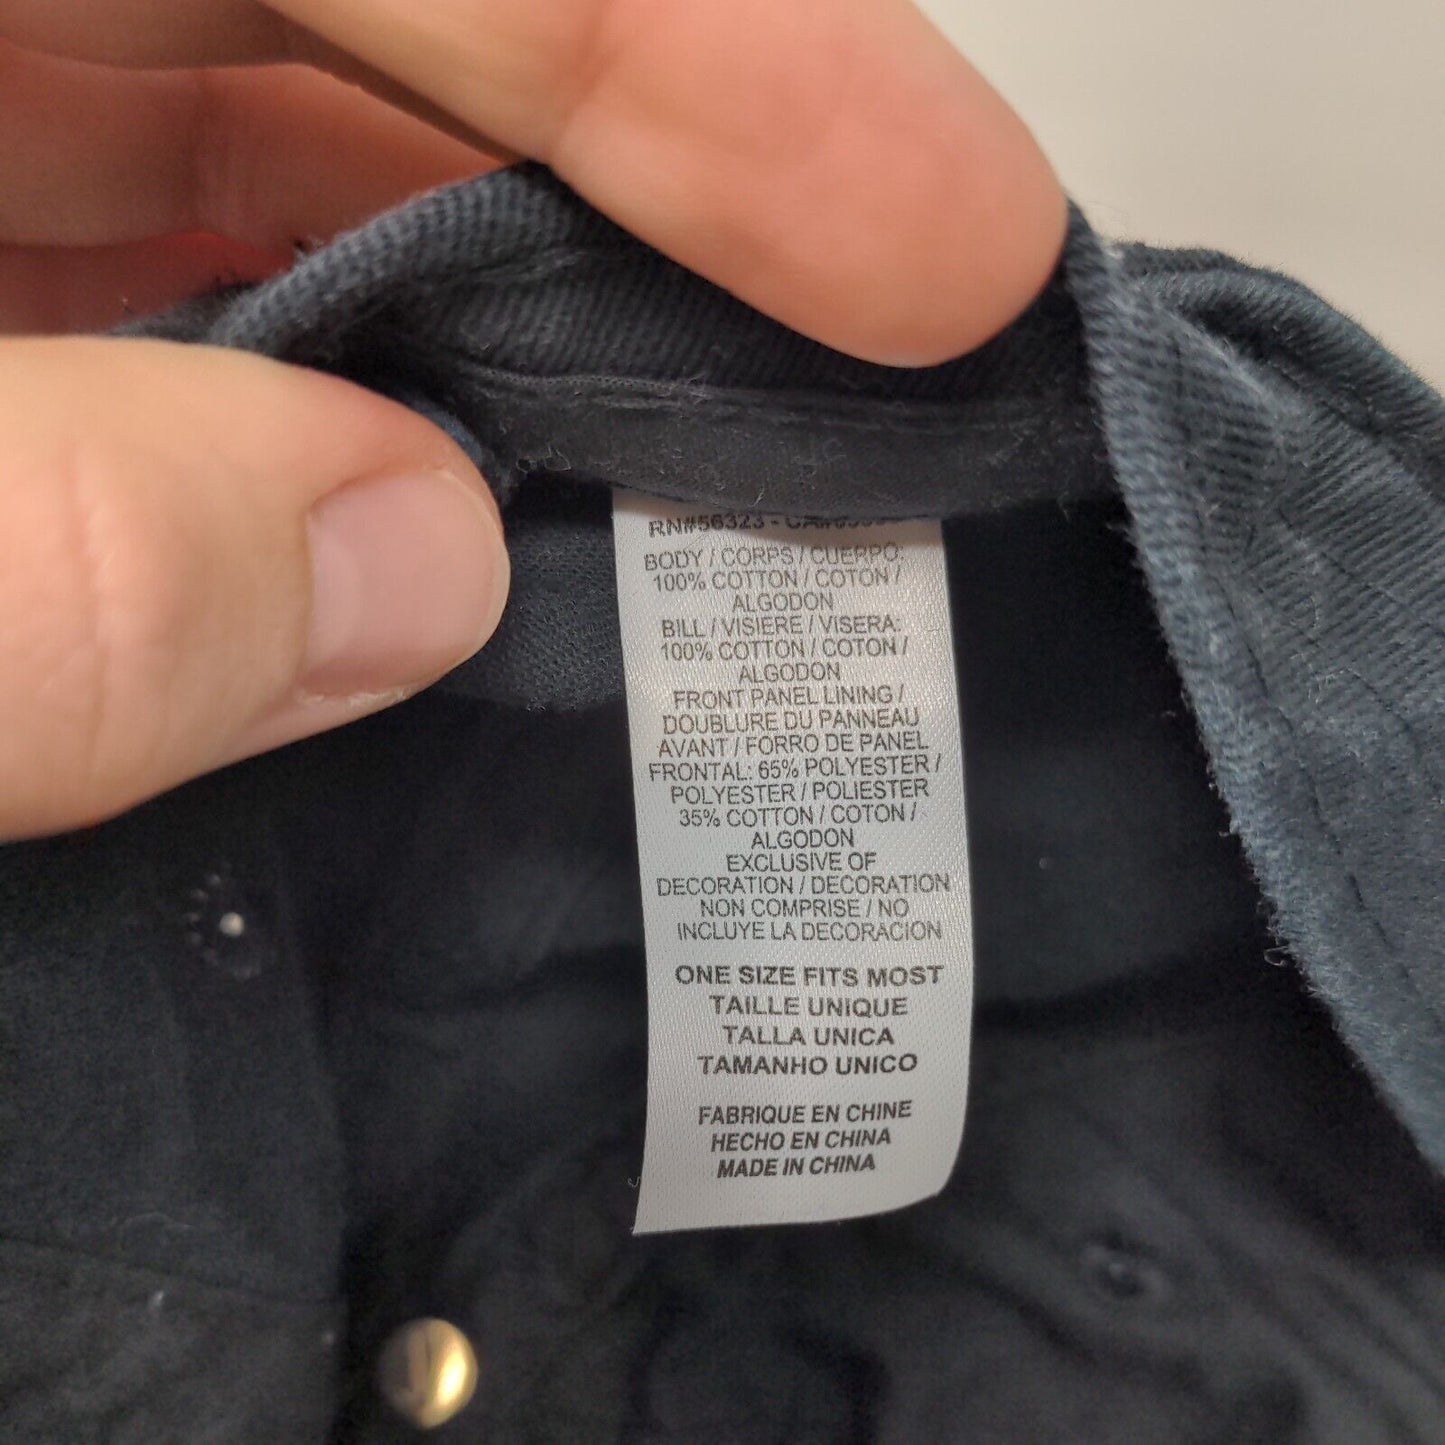 RN#56323 -
BODY / CORPS / CUERPO:
100% COTTON / COTON /
ALGODON
BILL / VISIERE / VISERA:
100% COTTON / COTON /
ALGODON
FRONT PANEL LINING /
DOUBLURE DU PANNEAU
AVANT / FORRO DE PANEL
FRONTAL: 65% POLYESTER /
POLYESTER / POLIESTER
35% COTTON / COTON /
ALGODON
EXCLUSIVE OF
DECORATION / DECORATION
NON COMPRISE / NO
INCLUYE LA DECORACION
ONE SIZE FITS MOST
TAILLE UNIQUE
TALLA UNICA
TAMANHO UNICO
FABRIQUE EN CHINE
HECHO EN CHINA
MADE IN CHINA